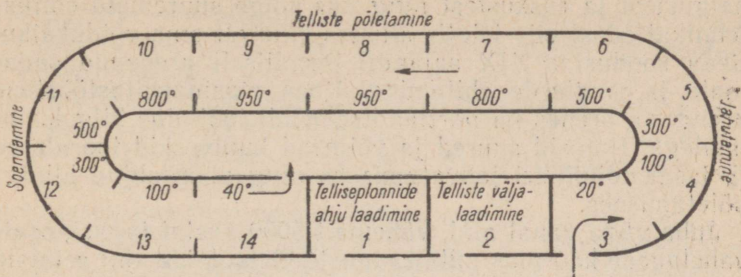 Telliste põletamine
10 9 8 7 6
11 5
800° 950° 950° 800° 500°
Soendamine 500° 300° Jahutamine
300° 100°
12 4
100° 40° Telliseplonnide Telliste välja- 20°
ahju laadimine laadimine
13 14 1 2 3